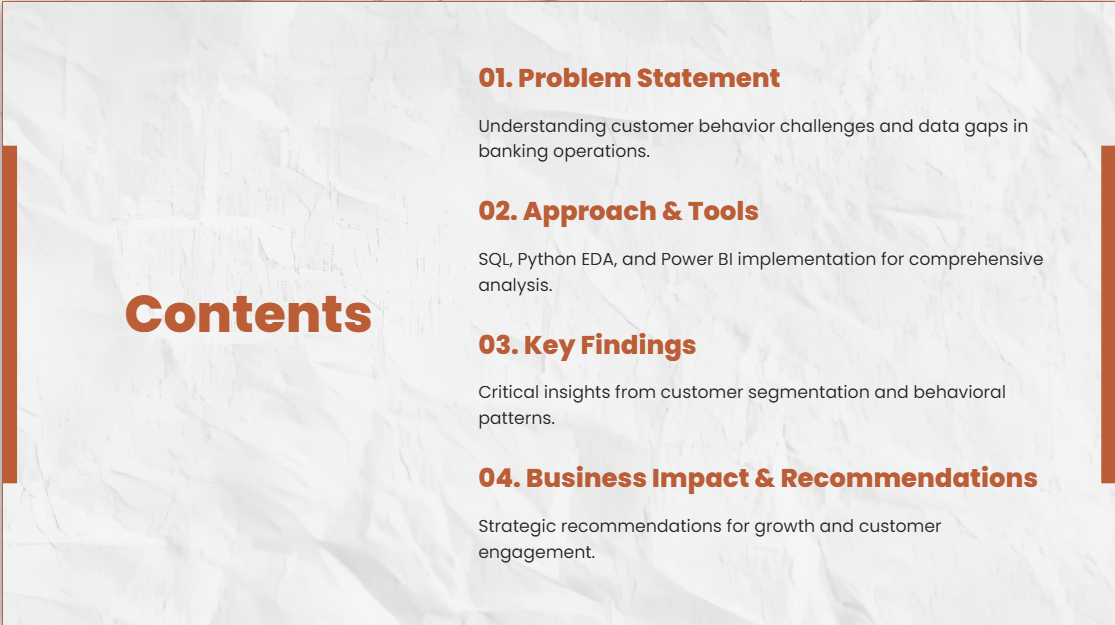 Contents
01. Problem Statement
Understanding customer behavior challenges and data gaps in
banking operations.
02. Approach & Tools
SQL, Python EDA, and Power BI implementation for comprehensive
analysis.
03. Key Findings
Critical insights from customer segmentation and behavioral
patterns.
04. Business Impact & Recommendations
Strategic recommendations for growth and customer
engagement.